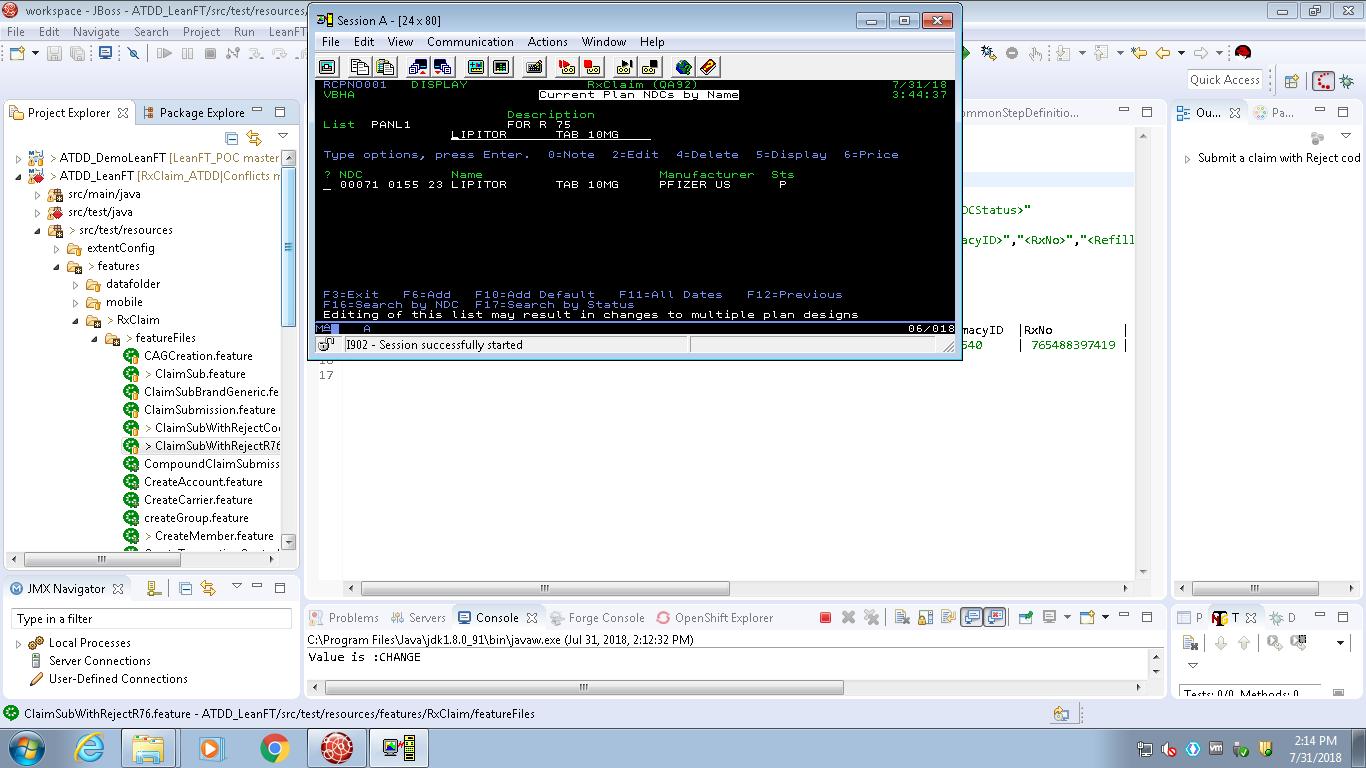 workspace - JBoss - ATDD_LeanFT/src/test/resources/
File Edit Navigate Search Project Run LeanFT
Quick Access
Project Explorer
Package Explore
> ATDD_DemoLeanFT [LeanFT_POC master
> ATDD_LeanFT [RxClaim_ATDD|Conflicts m
src/main/java
src/test/java
> src/test/resources
extentConfig
> features
datafolder
mobile
> RxClaim
> featureFiles
CAGCreation.feature
> ClaimSub.feature
ClaimSubBrandGeneric.fe
ClaimSubmission.feature
> ClaimSubWithRejectCo
> ClaimSubWithRejectR76
CompoundClaimSubmiss
CreateAccount.feature
CreateCarrier.feature
createGroup.feature
> CreateMember.feature
Session A - [24 x 80]
File Edit View Communication Actions Window Help
RCPNO001 DISPLAY RxClaim (QA92) 7/31/18
VBHA Current Plan NDCs by Name 3:44:37
Description
List PANL1 FOR R 75
LIPITOR TAB 10MG
Type options, press Enter. 0=Note 2=Edit 4=Delete 5=Display 6=Price
? NDC Name Manufacturer Sts
_ 00071 0155 23 LIPITOR TAB 10MG PFIZER US P
F3=Exit F6=Add F10=Add Default F11=All Dates F12=Previous
F16=Search by NDC F17=Search by Status
Editing of this list may result in changes to multiple plan designs
MA A 06/018
I902 - Session successfully started
ommonStepDefinitio...
DCStatus>"
acyID>","<RxNo>","<Refill
macyID |RxNo |
540 | 765488397419 |
17
Ou...
Pa...
Submit a claim with Reject cod
JMX Navigator
Type in a filter
Local Processes
Server Connections
User-Defined Connections
Problems Servers Console Forge Console OpenShift Explorer
C:\Program Files\Java\jdk1.8.0_91\bin\javaw.exe (Jul 31, 2018, 2:12:32 PM)
Value is :CHANGE
P T D
Tests: 0/0 Methods: 0
ClaimSubWithRejectR76.feature - ATDD_LeanFT/src/test/resources/features/RxClaim/featureFiles
2:14 PM
7/31/2018